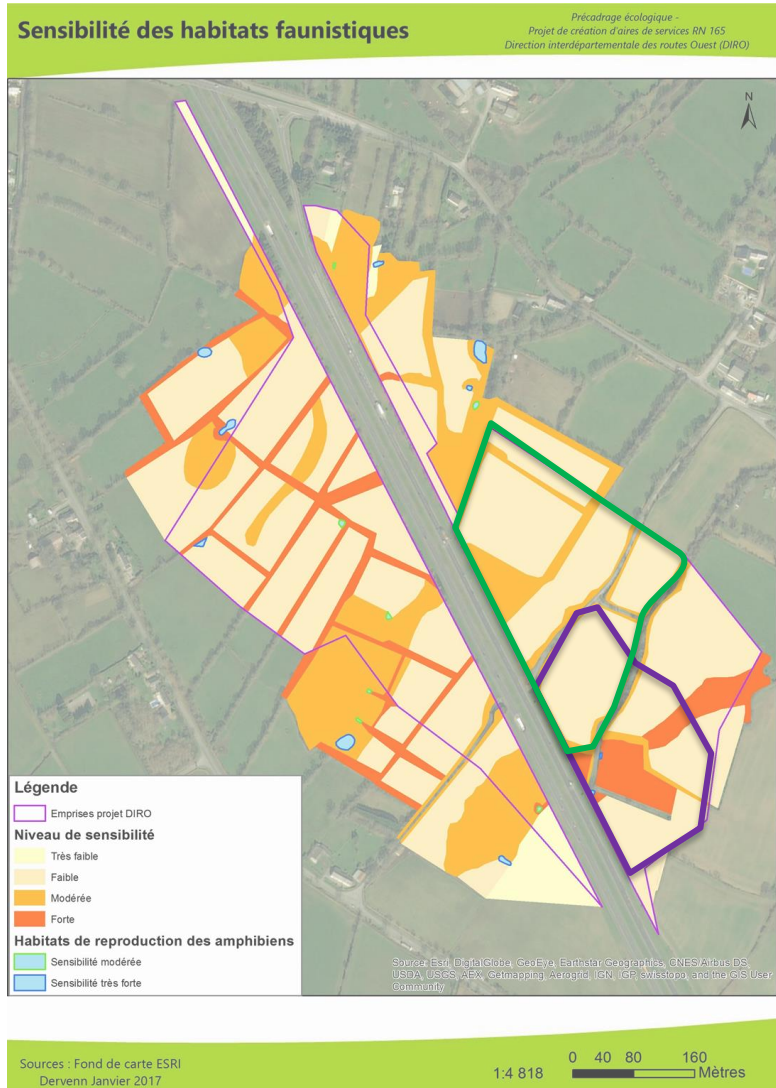 Sensibilité des habitats faunistiques
Précadrage écologique -
Projet de création d'aires de services RN 165
Direction interdépartementale des routes Ouest (DIRO)
N
Légende
Emprises projet DIRO
Niveau de sensibilité
Très faible
Faible
Modérée
Forte
Habitats de reproduction des amphibiens
Sensibilité modérée
Sensibilité très forte
Source: Esri, DigitalGlobe, GeoEye, Earthstar Geographics, CNES/Airbus DS,
USDA, USGS, AEX, Getmapping, Aerogrid, IGN, IGP, swisstopo, and the GIS User
Community
Sources : Fond de carte ESRI
Dervenn Janvier 2017
1:4 818
0 40 80 160
Mètres